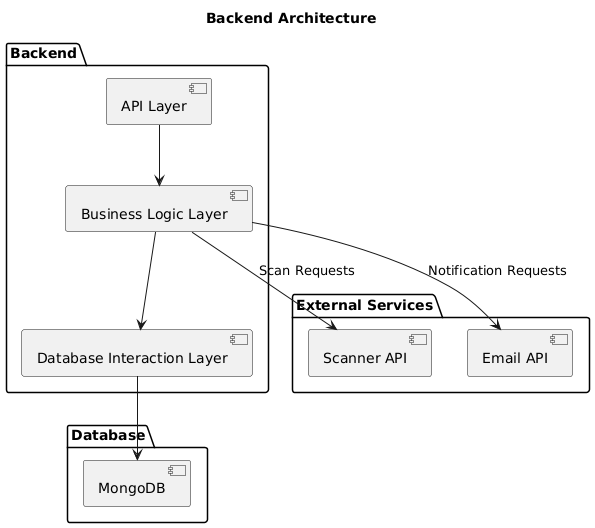 Backend Architecture
Backend
API Layer
Business Logic Layer
Scan Requests
Notification Requests
External Services
Database Interaction Layer
Scanner API
Email API
Database
MongoDB